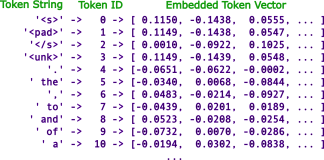 Token String Token ID Embedded Token Vector
'<s>' -> 0 -> [ 0.1150, -0.1438, 0.0555, ... ]
'<pad>' -> 1 -> [ 0.1149, -0.1438, 0.0547, ... ]
'</s>' -> 2 -> [ 0.0010, -0.0922, 0.1025, ... ]
'<unk>' -> 3 -> [ 0.1149, -0.1439, 0.0548, ... ]
'.' -> 4 -> [-0.0651, -0.0622, -0.0002, ... ]
' the' -> 5 -> [-0.0340, 0.0068, -0.0844, ... ]
',' -> 6 -> [ 0.0483, -0.0214, -0.0927, ... ]
' to' -> 7 -> [-0.0439, 0.0201, 0.0189, ... ]
' and' -> 8 -> [ 0.0523, -0.0208, -0.0254, ... ]
' of' -> 9 -> [-0.0732, 0.0070, -0.0286, ... ]
' a' -> 10 -> [-0.0194, 0.0302, -0.0838, ... ]
...